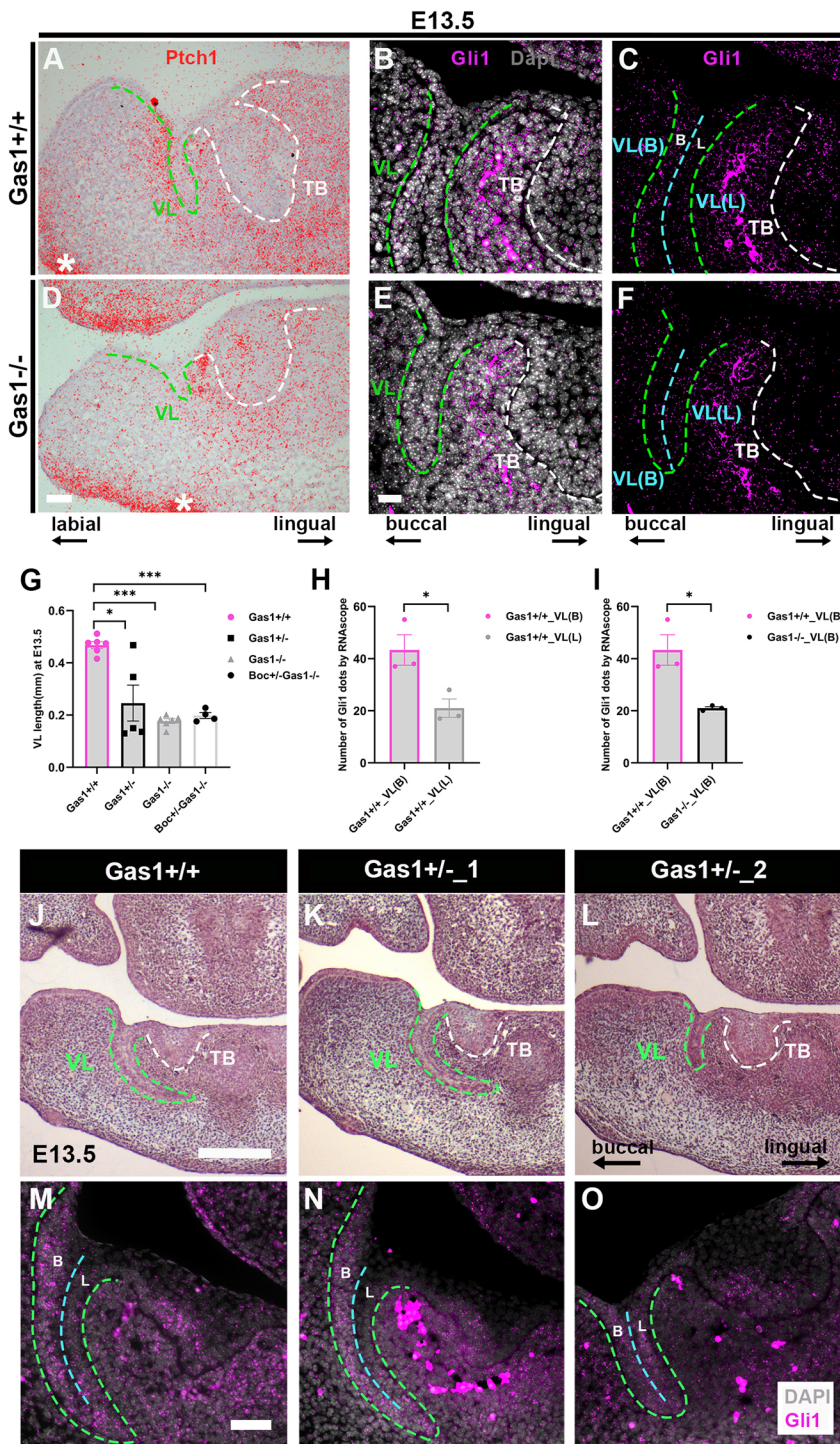 E13.5
Gas1+/+
A
Ptch1
VL
TB
*
B
Gli1 Dapi
VL
TB
C
Gli1
VL(B)
B
L
VL(L)
TB
Gas1-/-
D
VL
TB
*
E
VL
TB
F
VL(L)
TB
VL(B)
labial
lingual
buccal
lingual
buccal
lingual
G
VL length(mm) at E13.5
0.6
0.4
0.2
0.0
***
***
*
Gas1+/+
Gas1+/-
Gas1-/-
Boc+/-Gas1-/-
Gas1+/+
Gas1+/-
Gas1-/-
Boc+/-Gas1-/-
H
Number of Gli1 dots by RNAscope
60
40
20
0
*
Gas1+/+_VL(B)
Gas1+/+_VL(L)
Gas1+/+_VL(B)
Gas1+/+_VL(L)
I
Number of Gli1 dots by RNAscope
60
40
20
0
*
Gas1+/+_VL(B)
Gas1-/-_VL(B)
Gas1+/+_VL(B
Gas1-/-_VL(B)
Gas1+/+
Gas1+/-_1
Gas1+/-_2
J
VL
TB
E13.5
K
VL
TB
L
VL
TB
buccal
lingual
M
B
L
N
B
L
O
B
L
DAPI
Gli1